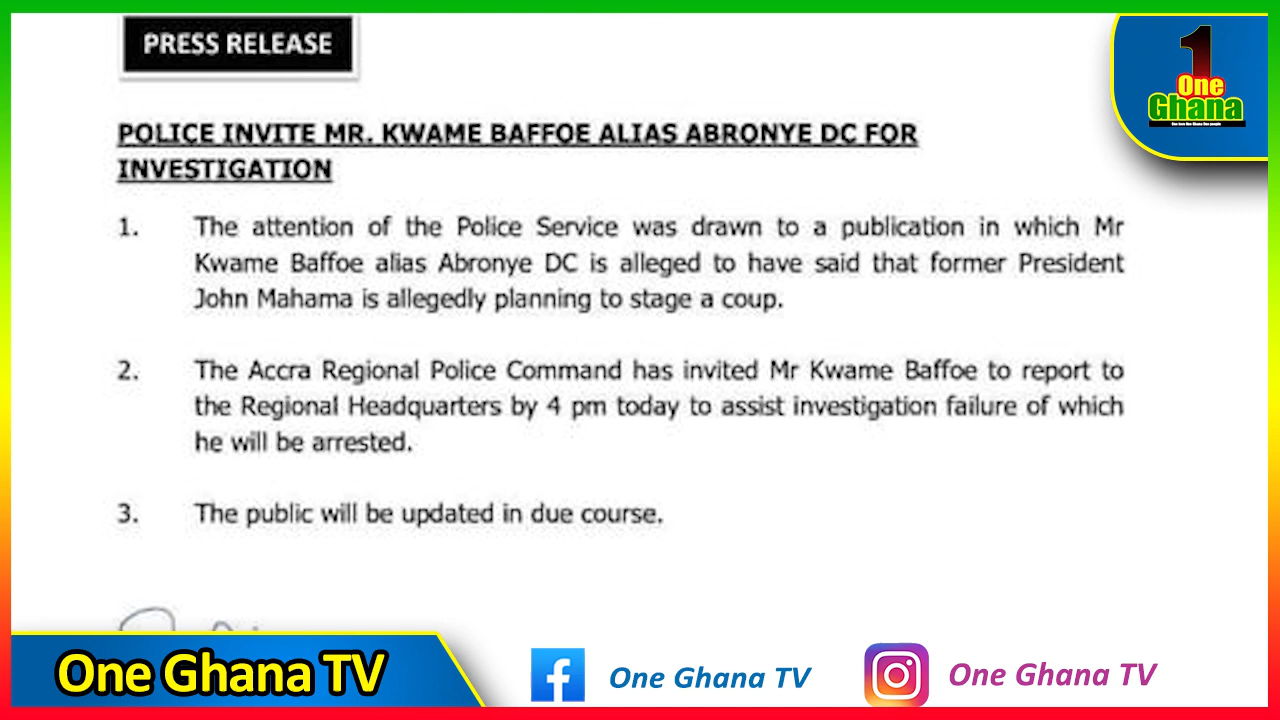 PRESS RELEASE
1
One
Ghana
POLICE INVITE MR. KWAME BAFFOE ALIAS ABRONYE DC FOR
INVESTIGATION
1. The attention of the Police Service was drawn to a publication in which Mr
Kwame Baffoe alias Abronye DC is alleged to have said that former President
John Mahama is allegedly planning to stage a coup.
2. The Accra Regional Police Command has invited Mr Kwame Baffoe to report to
the Regional Headquarters by 4 pm today to assist investigation failure of which
he will be arrested.
3. The public will be updated in due course.
One Ghana TV
One Ghana TV
One Ghana TV